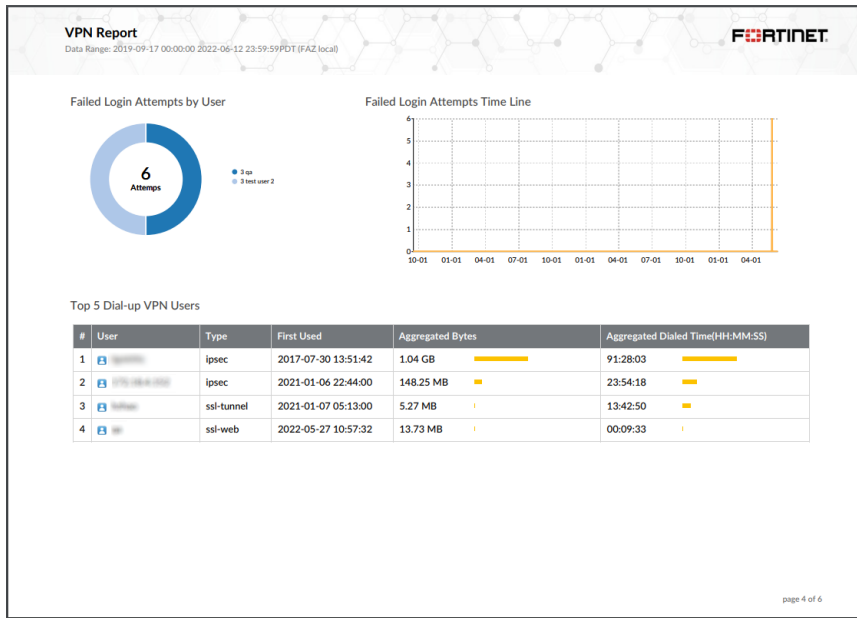 VPN Report
Data Range: 2019-09-17 00:00:00 2022-06-12 23:59:59PDT (FAZ local)
FORTINET
Failed Login Attempts by User
6
Attemps
3 qa
3 test user 2
Failed Login Attempts Time Line
6
5
4
3
2
1
0
10-01 01-01 04-01 07-01 10-01 01-01 04-01 07-01 10-01 01-01 04-01
Top 5 Dial-up VPN Users
# User Type First Used Aggregated Bytes Aggregated Dialed Time(HH:MM:SS)
1 ipsec 2017-07-30 13:51:42 1.04 GB 91:28:03
2 ipsec 2021-01-06 22:44:00 148.25 MB 23:54:18
3 ssl-tunnel 2021-01-07 05:13:00 5.27 MB 13:42:50
4 ssl-web 2022-05-27 10:57:32 13.73 MB 00:09:33
page 4 of 6